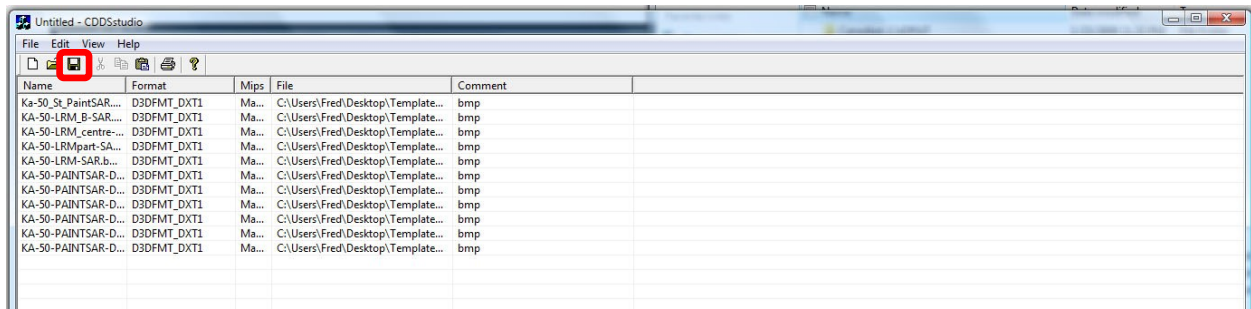 Untitled - CDDSstudio
File Edit View Help
Name Format Mips File Comment
Ka-50_St_PaintSAR.... D3DFMT_DXT1 Ma... C:\Users\Fred\Desktop\Template... bmp
KA-50-LRM_B-SAR.... D3DFMT_DXT1 Ma... C:\Users\Fred\Desktop\Template... bmp
KA-50-LRM_centre-... D3DFMT_DXT1 Ma... C:\Users\Fred\Desktop\Template... bmp
KA-50-LRMpart-SA... D3DFMT_DXT1 Ma... C:\Users\Fred\Desktop\Template... bmp
KA-50-LRM-SAR.b... D3DFMT_DXT1 Ma... C:\Users\Fred\Desktop\Template... bmp
KA-50-PAINTSAR-D... D3DFMT_DXT1 Ma... C:\Users\Fred\Desktop\Template... bmp
KA-50-PAINTSAR-D... D3DFMT_DXT1 Ma... C:\Users\Fred\Desktop\Template... bmp
KA-50-PAINTSAR-D... D3DFMT_DXT1 Ma... C:\Users\Fred\Desktop\Template... bmp
KA-50-PAINTSAR-D... D3DFMT_DXT1 Ma... C:\Users\Fred\Desktop\Template... bmp
KA-50-PAINTSAR-D... D3DFMT_DXT1 Ma... C:\Users\Fred\Desktop\Template... bmp
KA-50-PAINTSAR-D... D3DFMT_DXT1 Ma... C:\Users\Fred\Desktop\Template... bmp